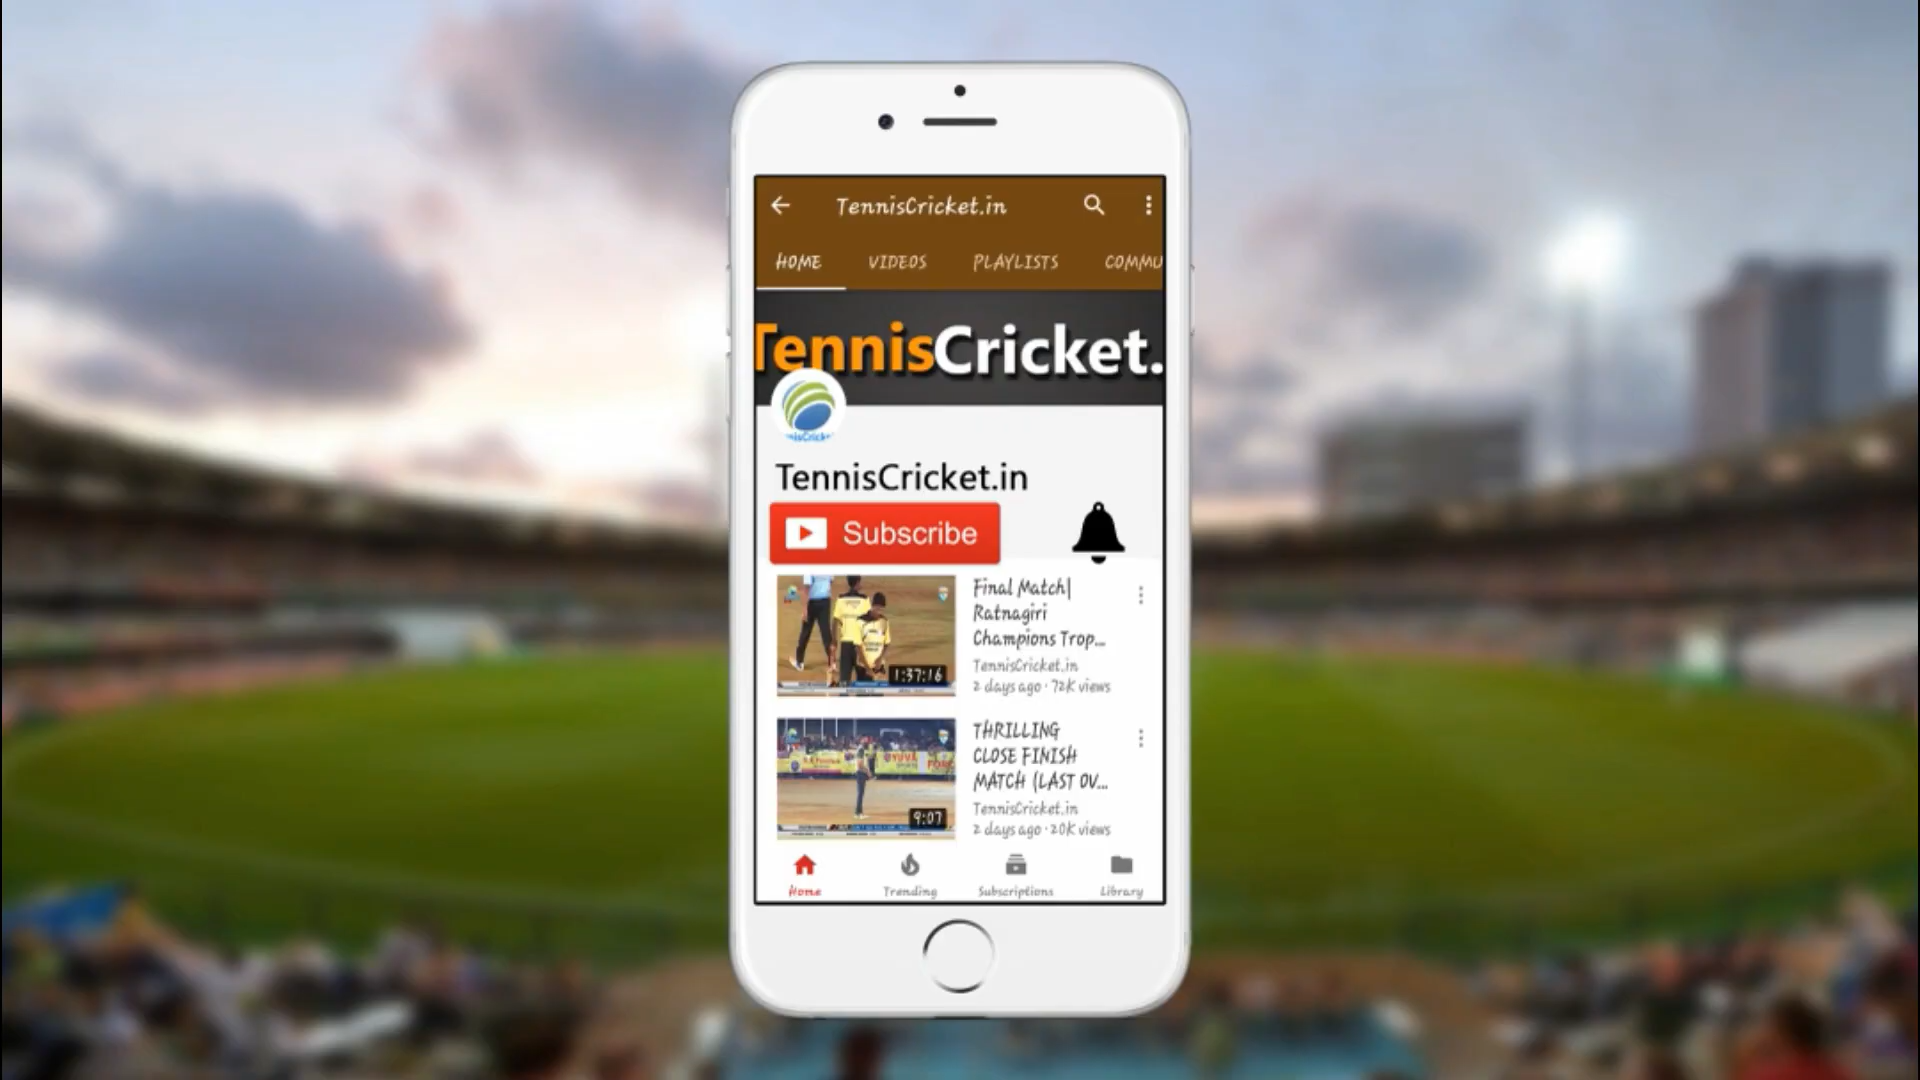 TennisCricket.in
HOME VIDEOS PLAYLISTS COMMU
TennisCricket.
TennisCricket.in
Subscribe
Final Match|
Ratnagiri
Champions Trop...
TennisCricket.in
2 days ago · 72K views
1:37:16
THRILLING
CLOSE FINISH
MATCH (LAST OV...
TennisCricket.in
2 days ago · 20K views
9:07
Home Trending Subscriptions Library